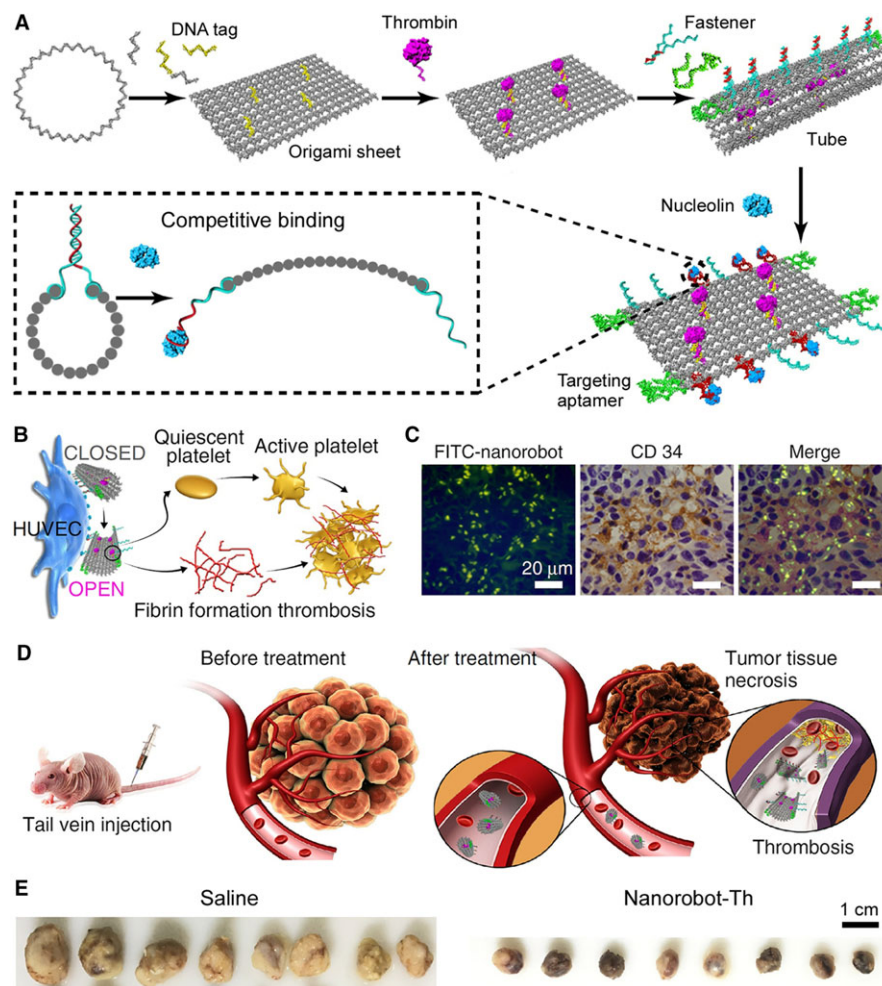 A
DNA tag
Thrombin
Fastener
Origami sheet
Tube
Competitive binding
Nucleolin
Targeting
aptamer
B
CLOSED
HUVEC
OPEN
Quiescent
platelet
Active platelet
Fibrin formation thrombosis
C
FITC-nanorobot
CD 34
Merge
20 μm
D
Before treatment
After treatment
Tumor tissue
necrosis
Tail vein injection
Thrombosis
E
Saline
Nanorobot-Th
1 cm